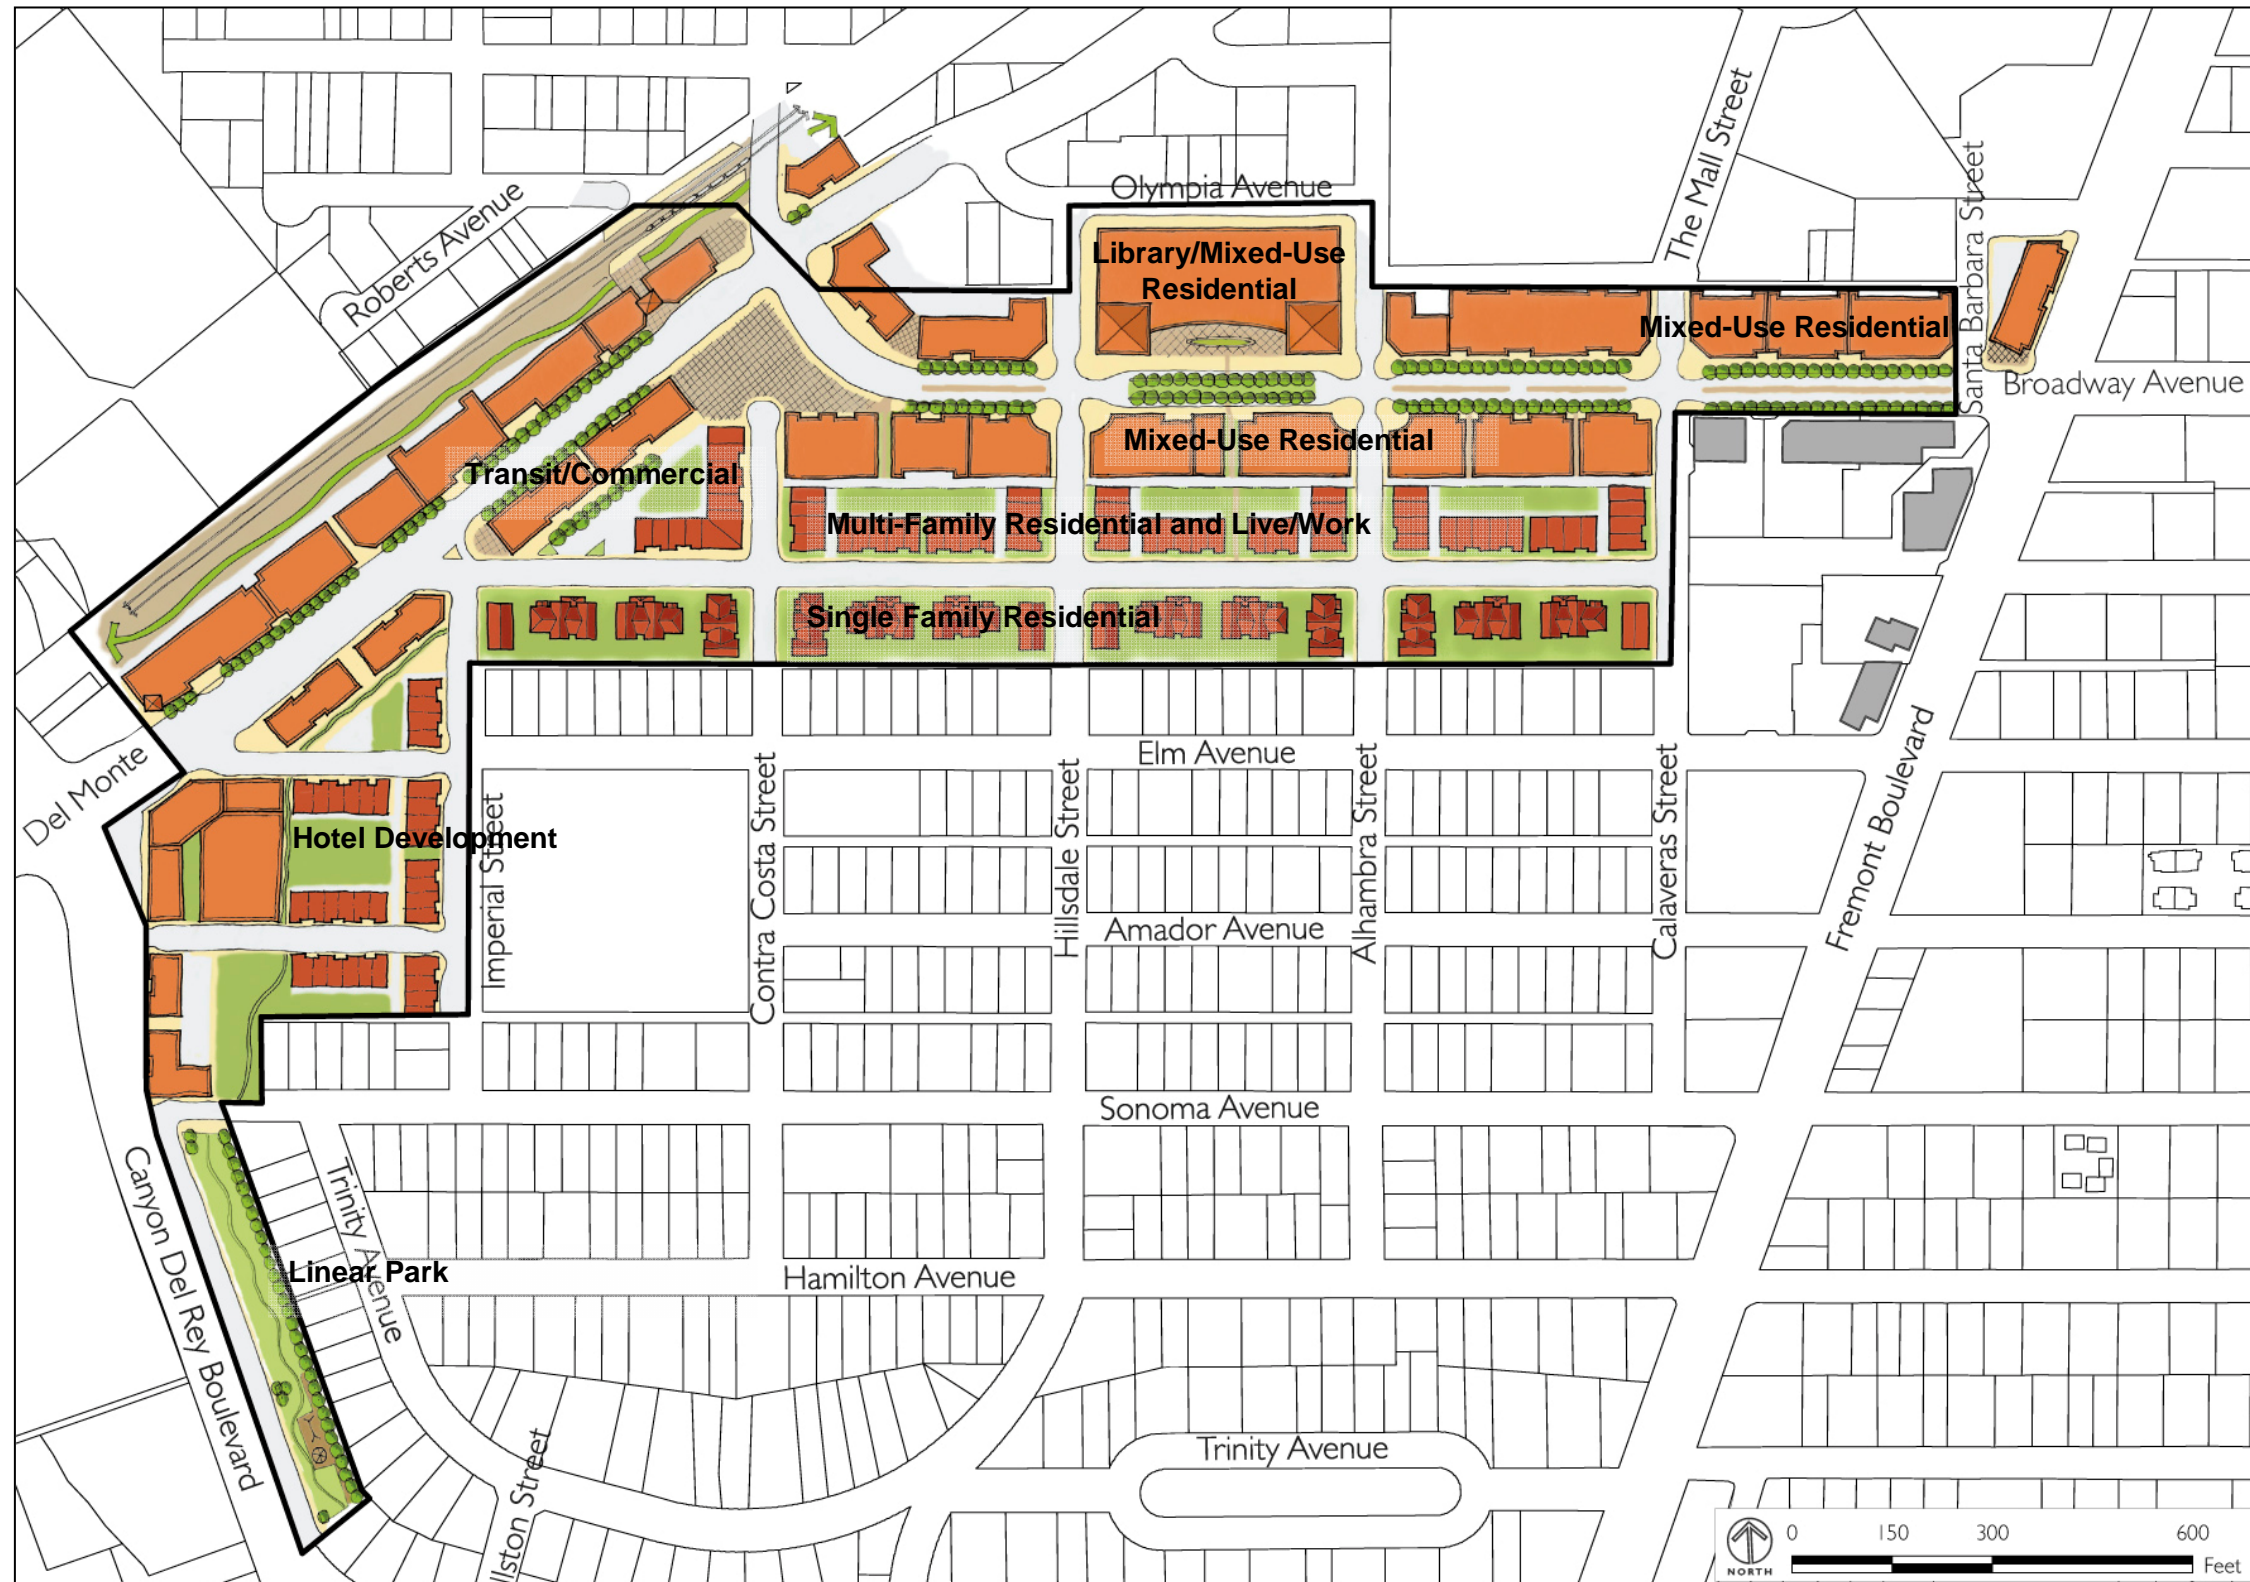 Olympia Avenue
The Mall Street
Santa Barbara Street
Roberts Avenue
Library/Mixed-Use
Residential
Mixed-Use Residential
Broadway Avenue
Mixed-Use Residential
Transit/Commercial
Multi-Family Residential and Live/Work
Single Family Residential
Del Monte
Elm Avenue
Hotel Development
Imperial Street
Contra Costa Street
Hillsdale Street
Alhambra Street
Calaveras Street
Fremont Boulevard
Amador Avenue
Sonoma Avenue
Canyon Del Rey Boulevard
Trinity Avenue
Linear Park
Hamilton Avenue
Trinity Avenue
Street
NORTH
0 150 300 600
Feet